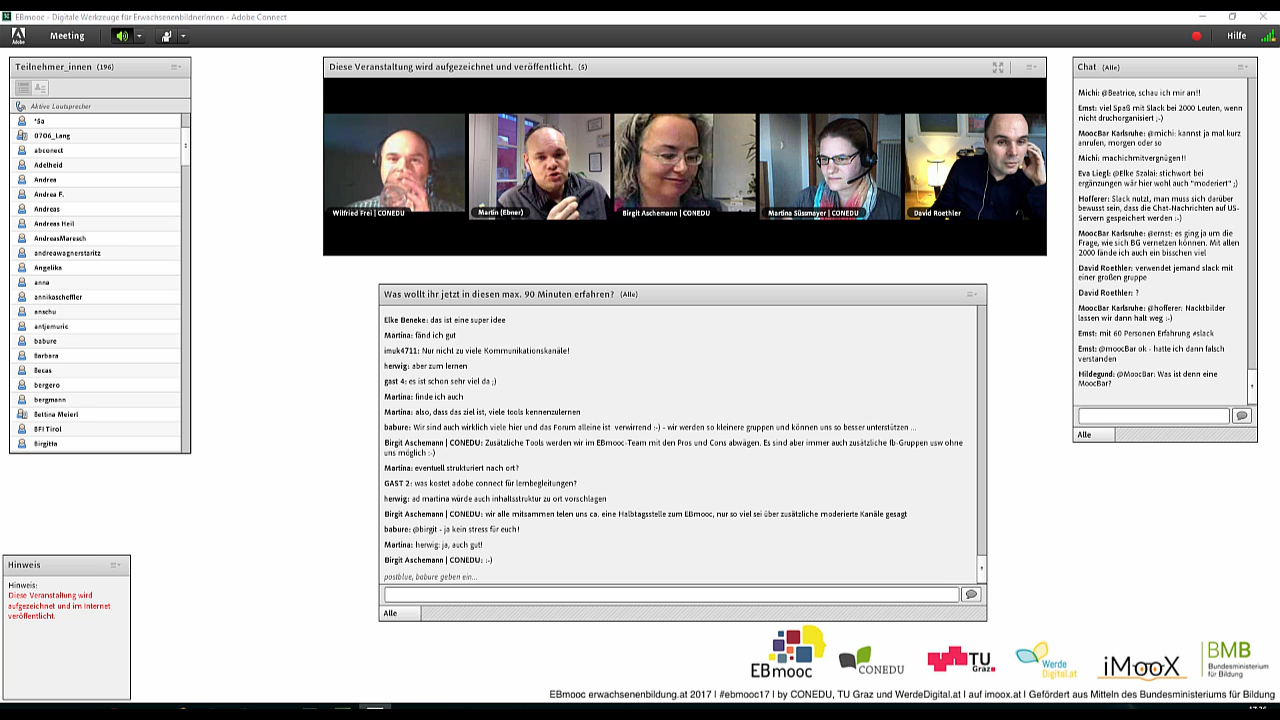 EBmooc - Digitale Werkzeuge für ErwachsenenbildnerInnen - Adobe Connect
Adobe
Meeting
Hilfe
Teilnehmer_innen (196)
Aktive Lautsprecher
*Sa
0706_Lang
abconect
Adelheid
Andrea
Andrea F.
Andreas
Andreas Heil
AndreasMaresch
andreawagnerstaritz
Angelika
anna
annikascheffler
anschu
antjemuric
babure
Barbara
Becas
bergero
bergmann
Bettina Meierl
BFI Tirol
Birgitta
Diese Veranstaltung wird aufgezeichnet und veröffentlicht. (5)
Wilfried Frei | CONEDU
Martin (Ebner)
Birgit Aschemann | CONEDU
Martina Süssmayer | CONEDU
David Roethler
Was wollt ihr jetzt in diesen max. 90 Minuten erfahren? (Alle)
Elke Beneke: das ist eine super idee
Martina: fänd ich gut
imuk4711: Nur nicht zu viele Kommunikationskanäle!
herwig: aber zum lernen
gast 4: es ist schon sehr viel da ;)
Martina: finde ich auch
Martina: also, dass das ziel ist, viele tools kennenzulernen
babure: Wir sind auch wirklich viele hier und das Forum alleine ist verwirrend :-) - wir werden so kleinere gruppen und können uns so besser unterstützen ...
Birgit Aschemann | CONEDU: Zusätzliche Tools werden wir im EBmooc-Team mit den Pros und Cons abwägen. Es sind aber immer auch zusätzliche fb-Gruppen usw ohne
uns möglich :-)
Martina: eventuell strukturiert nach ort?
GAST 2: was kostet adobe connect für lernbegleitungen?
herwig: ad martina würde auch inhaltsstruktur zu ort vorschlagen
Birgit Aschemann | CONEDU: wir alle mitsammen telen uns ca. eine Halbtagsstelle zum EBmooc, nur so viel sei über zusätzliche moderierte Kanäle gesagt
babure: @birgit - ja kein stress für euch!
Martina: herwig: ja, auch gut!
Birgit Aschemann | CONEDU: :-)
postblue, babure geben ein...
Alle
Chat (Alle)
Michi: @Beatrice, schau ich mir an!!
Ernst: viel Spaß mit Slack bei 2000 Leuten, wenn
nicht druchorganisiert ;-)
MoocBar Karlsruhe: @michi: kannst ja mal kurz
anrufen, morgen oder so
Michi: machichmitvergnügen!!
Eva Liegl: @Elke Szalai: stichwort bei
ergänzungen wär hier wohl auch "moderiert" ;)
Hofferer: Slack nutzt, man muss sich darüber
bewusst sein, dass die Chat-Nachrichten auf US-
Servern gespeichert werden :-)
MoocBar Karlsruhe: @ernst: es ging ja um die
Frage, wie sich BG vernetzen können. Mit allen
2000 fände ich auch ein bisschen viel
David Roethler: verwendet jemand slack mit
einer großen gruppe
David Roethler: ?
MoocBar Karlsruhe: @hofferer: Nacktbilder
lassen wir dann halt weg ;-)
Ernst: mit 60 Personen Erfahrung #slack
Ernst: @moocBar ok - hatte ich dann falsch
verstanden
Hildegund: @MoocBar: Was ist denn eine
MoocBar?
Alle
Hinweis
Hinweis:
Diese Veranstaltung wird
aufgezeichnet und im Internet
veröffentlicht.
EBmooc
CONEDU
TU
Graz
Werde
Digital.at
iMooX
BMB
Bundesministerium
für Bildung
EBmooc erwachsenenbildung.at 2017 I #ebmooc17 I by CONEDU, TU Graz und WerdeDigital.at I auf imoox.at I Gefördert aus Mitteln des Bundesministeriums für Bildung